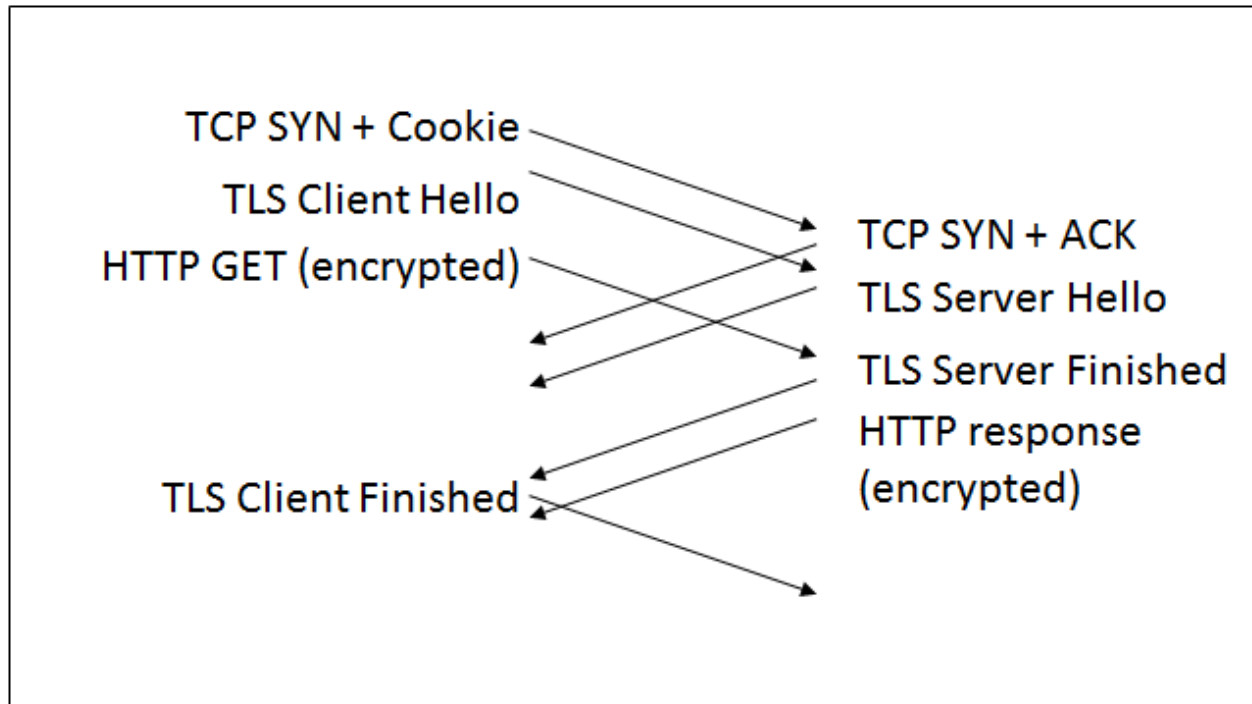 TCP SYN + Cookie
TLS Client Hello
HTTP GET (encrypted)
TLS Client Finished
TCP SYN + ACK
TLS Server Hello
TLS Server Finished
HTTP response
(encrypted)